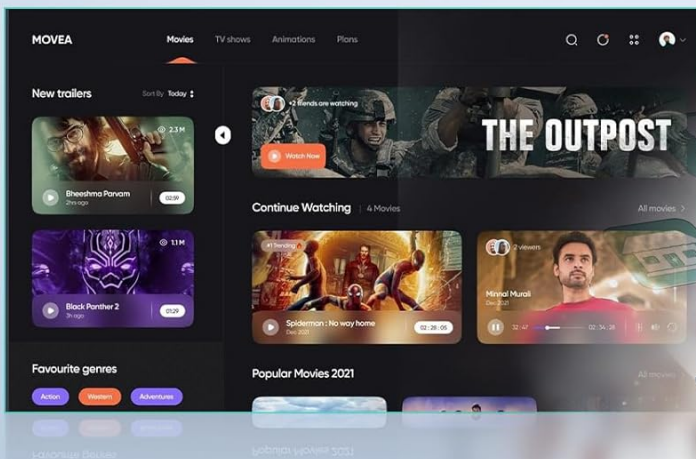 MOVEA
Movies
TV shows
Animations
Plans
New trailers
Sort By Today
2.3 M
Bheeshma Parvam
2hrs ago
02:59
1.1 M
Black Panther 2
3h ago
01:29
Favourite genres
Action
Western
Adventures
+2 friends are watching
Watch Now
THE OUTPOST
Continue Watching | 4 Movies
All movies
#1 Trending
Spiderman : No way home
Dec 2021
02 : 28 : 05
2 viewers
Minnal Murali
Dec 2021
32 : 47
02 : 34 : 28
Popular Movies 2021
All movies